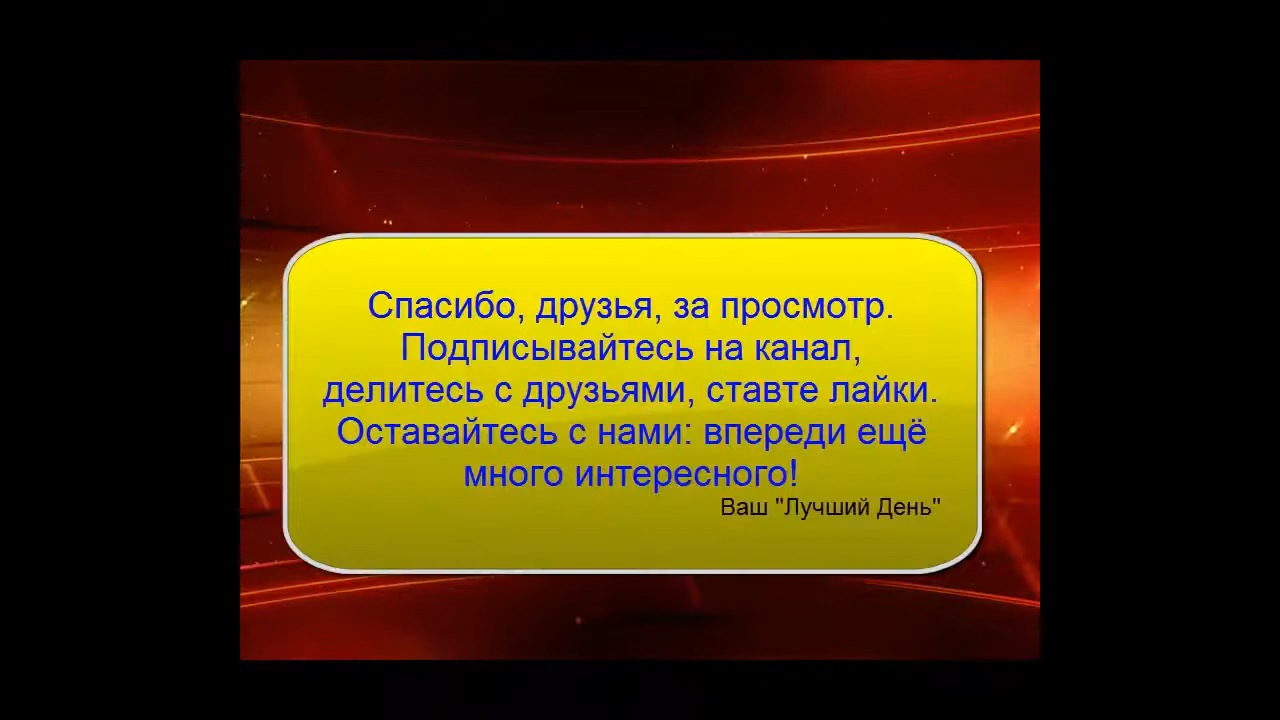 Спасибо, друзья, за просмотр.
Подписывайтесь на канал,
делитесь с друзьями, ставте лайки.
Оставайтесь с нами: впереди ещё
много интересного!
Ваш "Лучший День"